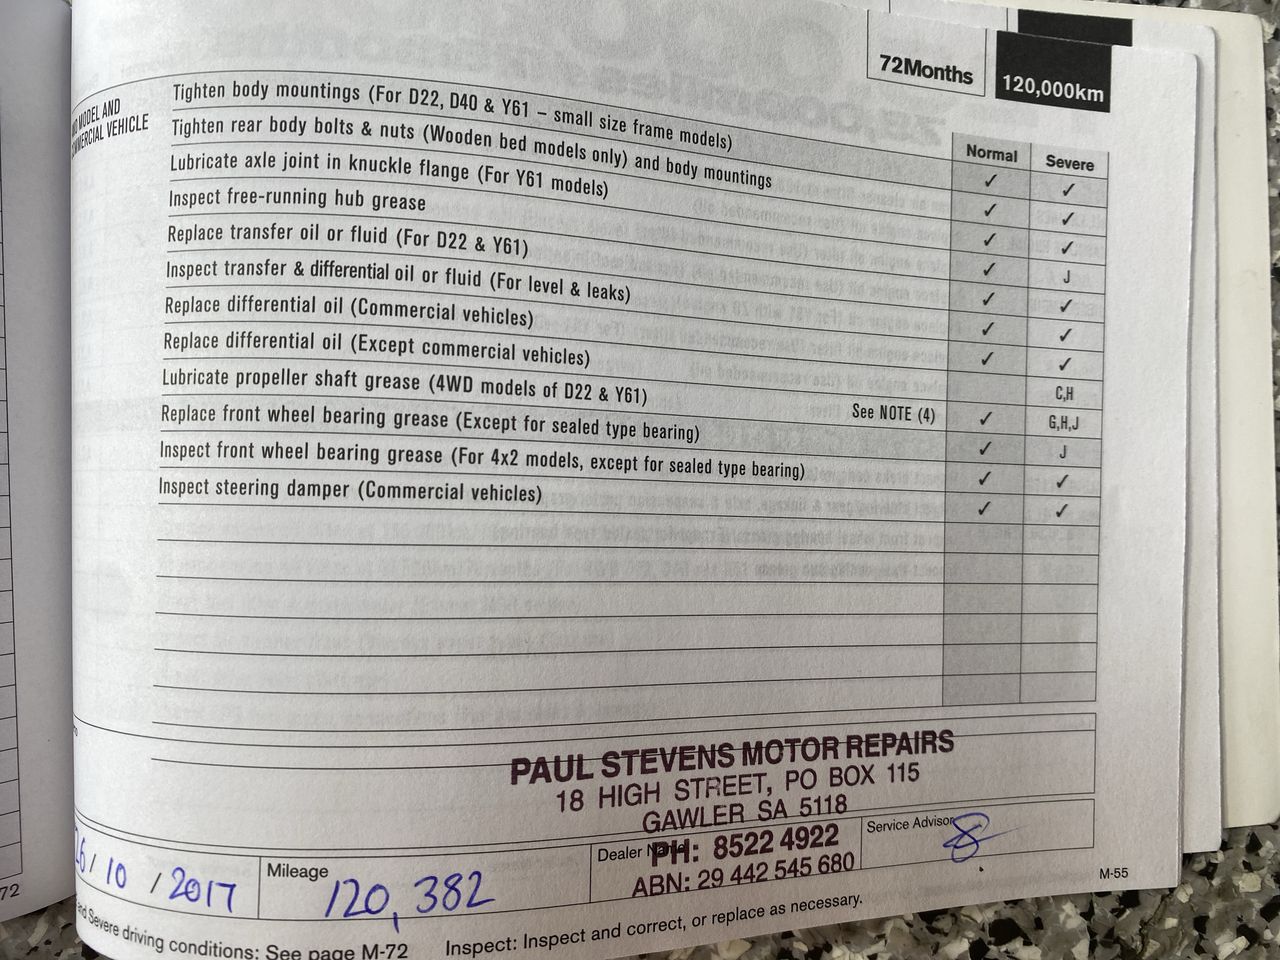 72Months
120,000km
MODEL AND
COMMERCIAL VEHICLE
Normal Severe
Tighten body mountings (For D22, D40 & Y61 – small size frame models) ✓ ✓
Tighten rear body bolts & nuts (Wooden bed models only) and body mountings ✓ ✓
Lubricate axle joint in knuckle flange (For Y61 models) ✓ ✓
Inspect free-running hub grease ✓ J
Replace transfer oil or fluid (For D22 & Y61) ✓ ✓
Inspect transfer & differential oil or fluid (For level & leaks) ✓ ✓
Replace differential oil (Commercial vehicles) ✓ ✓
Replace differential oil (Except commercial vehicles) C,H
Lubricate propeller shaft grease (4WD models of D22 & Y61) See NOTE (4) ✓ G,H,J
Replace front wheel bearing grease (Except for sealed type bearing) ✓ J
Inspect front wheel bearing grease (For 4x2 models, except for sealed type bearing) ✓ ✓
Inspect steering damper (Commercial vehicles) ✓ ✓
PAUL STEVENS MOTOR REPAIRS
18 HIGH STREET, PO BOX 115
GAWLER SA 5118
PH: 8522 4922
ABN: 29 442 545 680
26/10/2017
Mileage
120,382
Dealer Name
Service Advisor
M-55
and Severe driving conditions: See page M-72 Inspect: Inspect and correct, or replace as necessary.
72